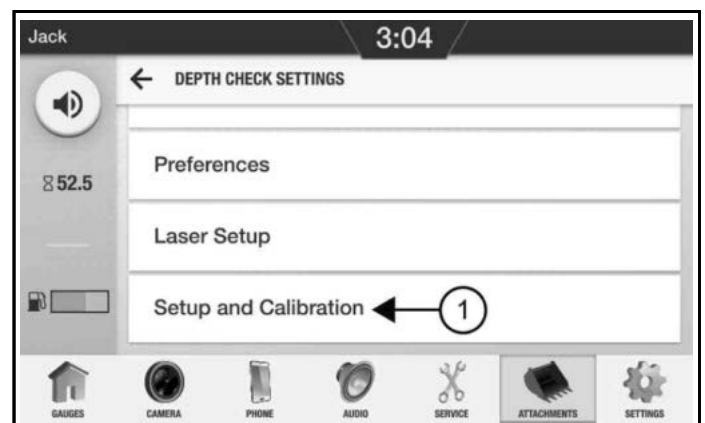 Jack
3:04
DEPTH CHECK SETTINGS
52.5
Preferences
Laser Setup
Setup and Calibration
1
GAUGES
CAMERA
PHONE
AUDIO
SERVICE
ATTACHMENTS
SETTINGS